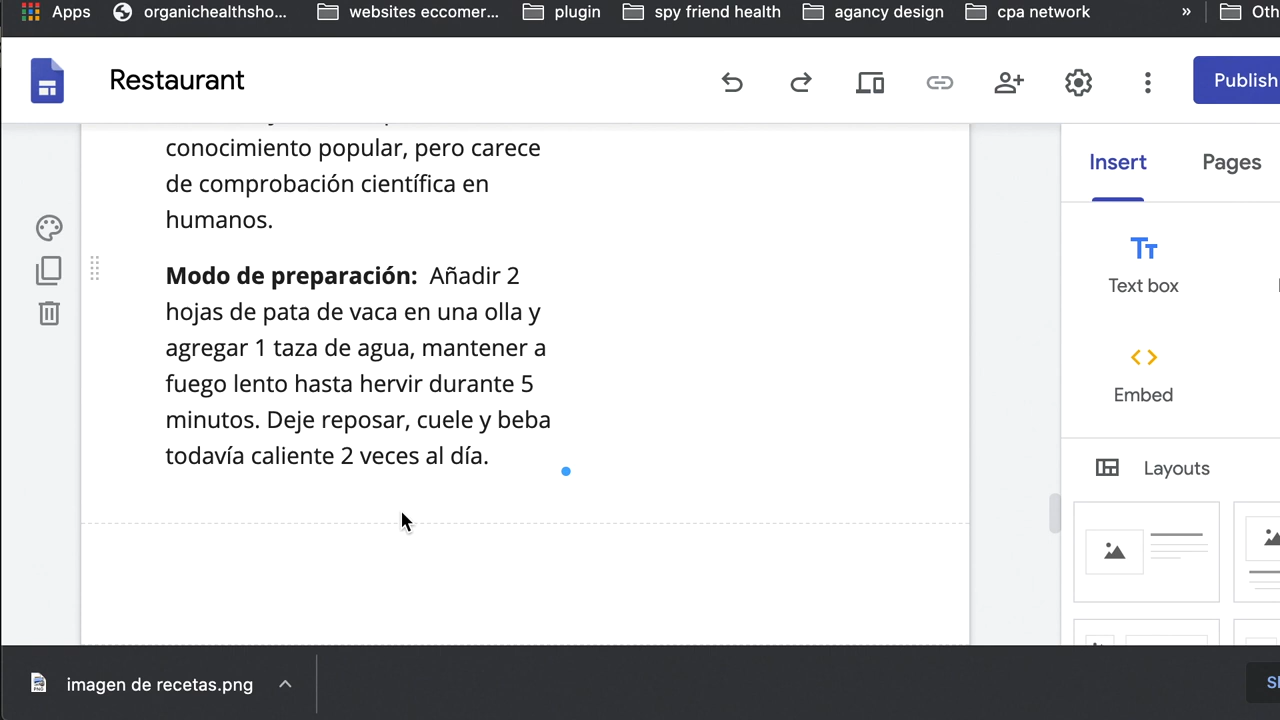 Apps organichealthsho... websites eccomer... plugin spy friend health agancy design cpa network » Oth
Restaurant
Publish
conocimiento popular, pero carece
de comprobación científica en
humanos.
Modo de preparación: Añadir 2
hojas de pata de vaca en una olla y
agregar 1 taza de agua, mantener a
fuego lento hasta hervir durante 5
minutos. Deje reposar, cuele y beba
todavía caliente 2 veces al día.
Insert Pages
Text box
Embed
Layouts
imagen de recetas.png